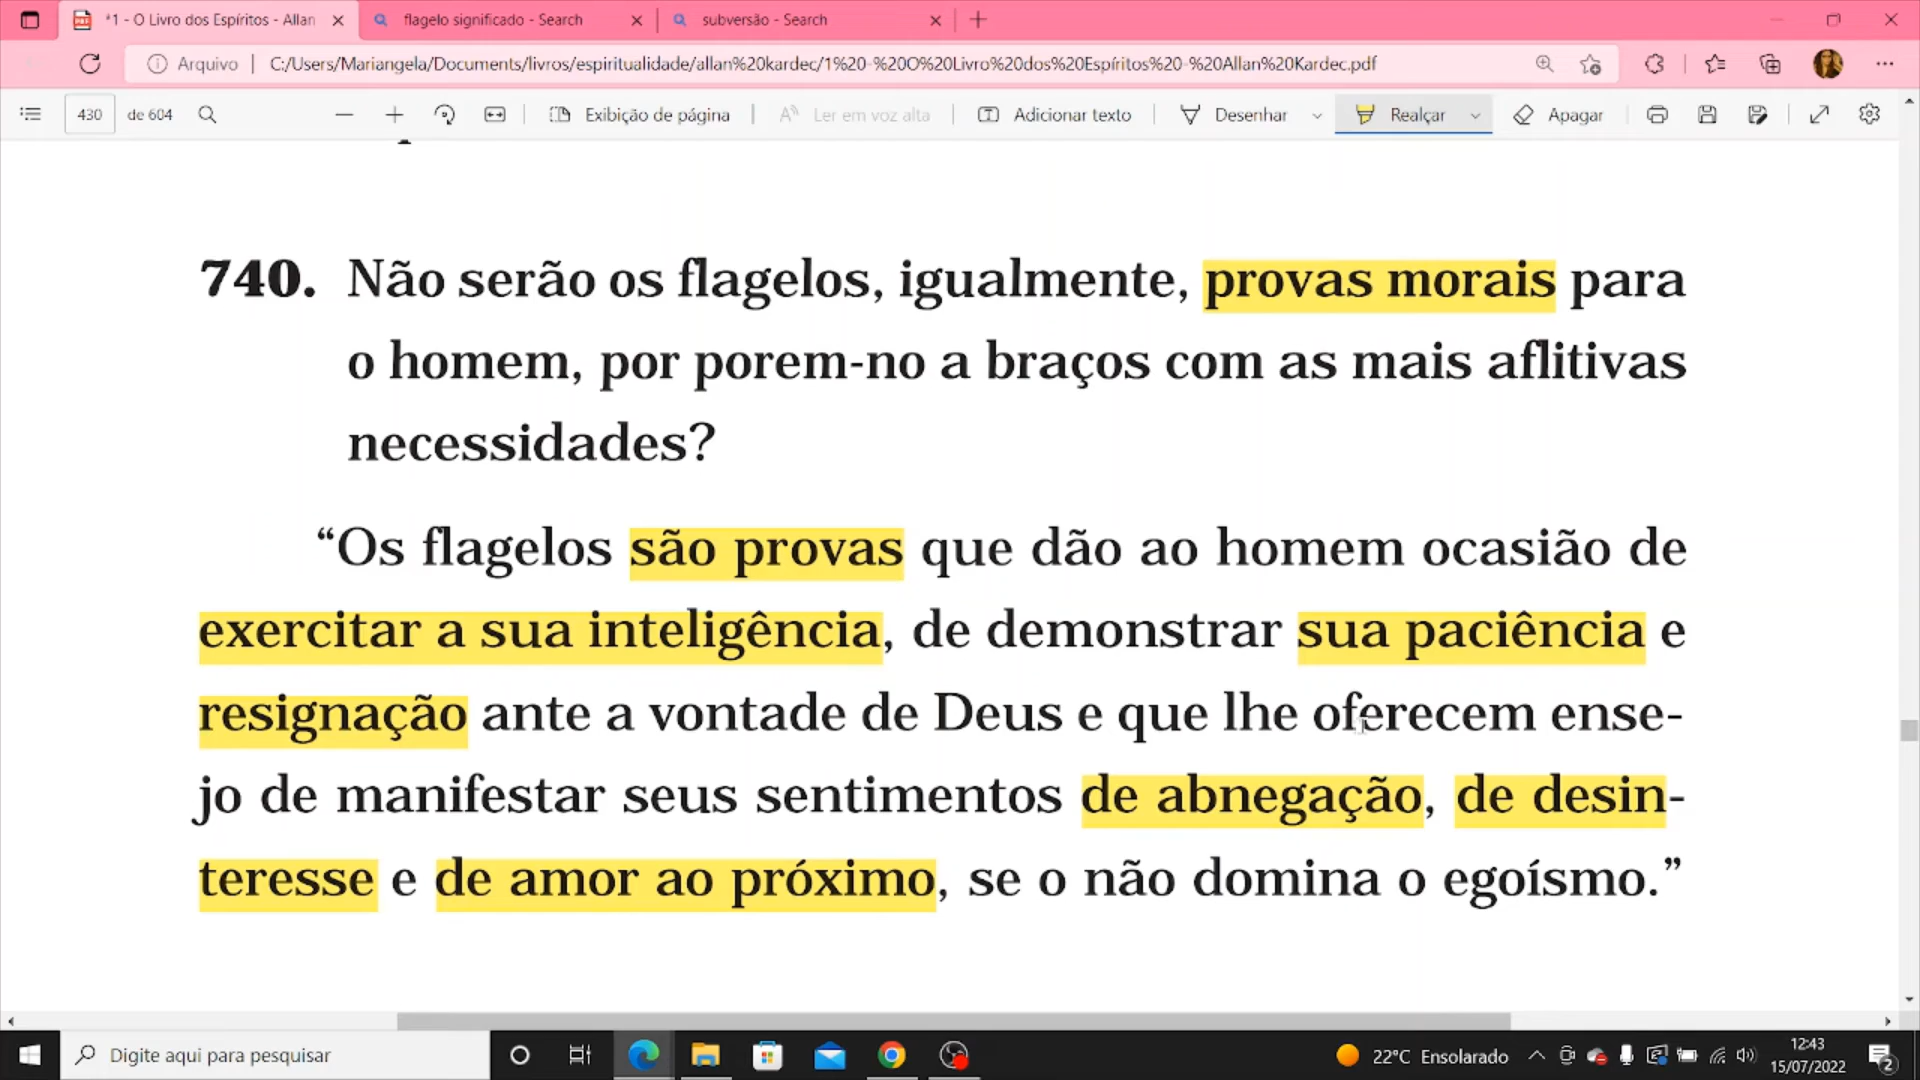 *1 - O Livro dos Espíritos - Allan
flagelo significado - Search
subversão - Search
Arquivo
C:/Users/Mariangela/Documents/livros/espiritualidade/allan%20kardec/1%20-%20O%20Livro%20dos%20Espíritos%20-%20Allan%20Kardec.pdf
430 de 604
Exibição de página
Ler em voz alta
Adicionar texto
Desenhar
Realçar
Apagar
740. Não serão os flagelos, igualmente, provas morais para
o homem, por porem-no a braços com as mais aflitivas
necessidades?
“Os flagelos são provas que dão ao homem ocasião de
exercitar a sua inteligência, de demonstrar sua paciência e
resignação ante a vontade de Deus e que lhe oferecem ense-
jo de manifestar seus sentimentos de abnegação, de desin-
teresse e de amor ao próximo, se o não domina o egoísmo.”
Digite aqui para pesquisar
22°C Ensolarado
12:43
15/07/2022
2